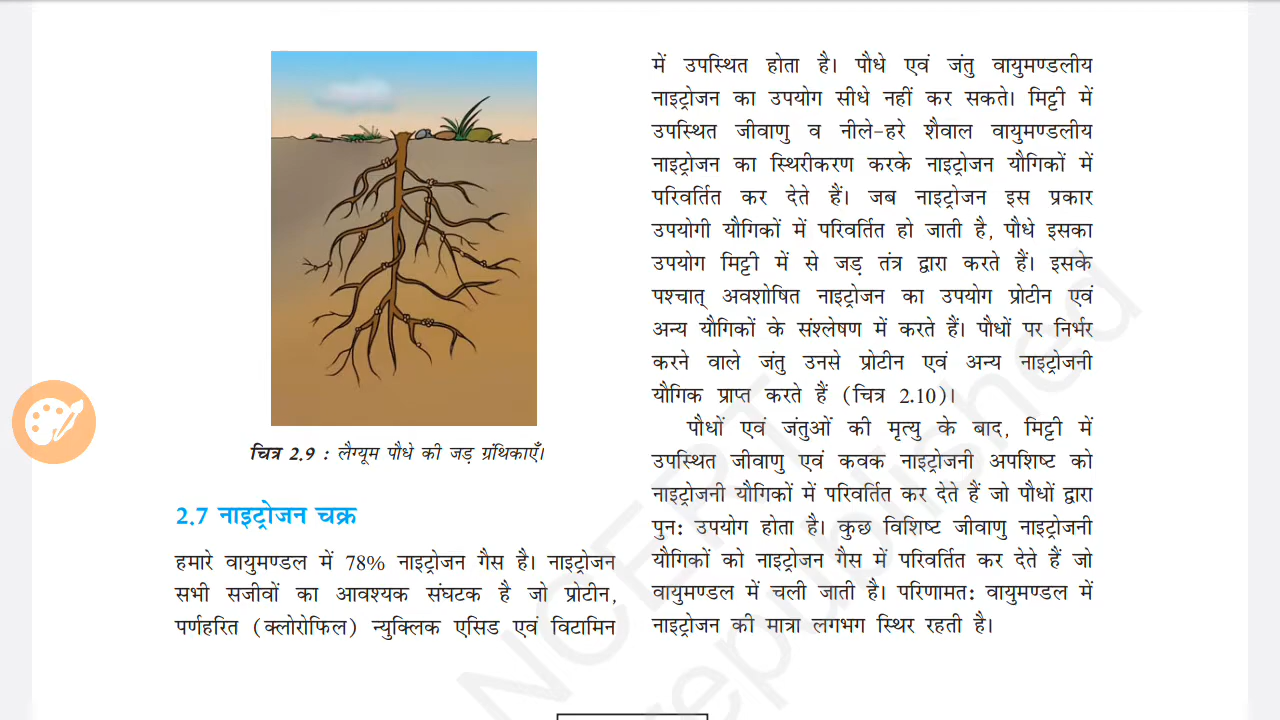 चित्र 2.9 : लैग्यूम पौधे की जड़ ग्रंथिकाएँ।
2.7 नाइट्रोजन चक्र
हमारे वायुमण्डल में 78% नाइट्रोजन गैस है। नाइट्रोजन
सभी सजीवों का आवश्यक संघटक है जो प्रोटीन,
पर्णहरित (क्लोरोफिल) न्युक्लिक एसिड एवं विटामिन
में उपस्थित होता है। पौधे एवं जंतु वायुमण्डलीय
नाइट्रोजन का उपयोग सीधे नहीं कर सकते। मिट्टी में
उपस्थित जीवाणु व नीले-हरे शैवाल वायुमण्डलीय
नाइट्रोजन का स्थिरीकरण करके नाइट्रोजन यौगिकों में
परिवर्तित कर देते हैं। जब नाइट्रोजन इस प्रकार
उपयोगी यौगिकों में परिवर्तित हो जाती है, पौधे इसका
उपयोग मिट्टी में से जड़ तंत्र द्वारा करते हैं। इसके
पश्चात् अवशोषित नाइट्रोजन का उपयोग प्रोटीन एवं
अन्य यौगिकों के संश्लेषण में करते हैं। पौधों पर निर्भर
करने वाले जंतु उनसे प्रोटीन एवं अन्य नाइट्रोजनी
यौगिक प्राप्त करते हैं (चित्र 2.10)।
पौधों एवं जंतुओं की मृत्यु के बाद, मिट्टी में
उपस्थित जीवाणु एवं कवक नाइट्रोजनी अपशिष्ट को
नाइट्रोजनी यौगिकों में परिवर्तित कर देते हैं जो पौधों द्वारा
पुन: उपयोग होता है। कुछ विशिष्ट जीवाणु नाइट्रोजनी
यौगिकों को नाइट्रोजन गैस में परिवर्तित कर देते हैं जो
वायुमण्डल में चली जाती है। परिणामत: वायुमण्डल में
नाइट्रोजन की मात्रा लगभग स्थिर रहती है।
NCERT
republished